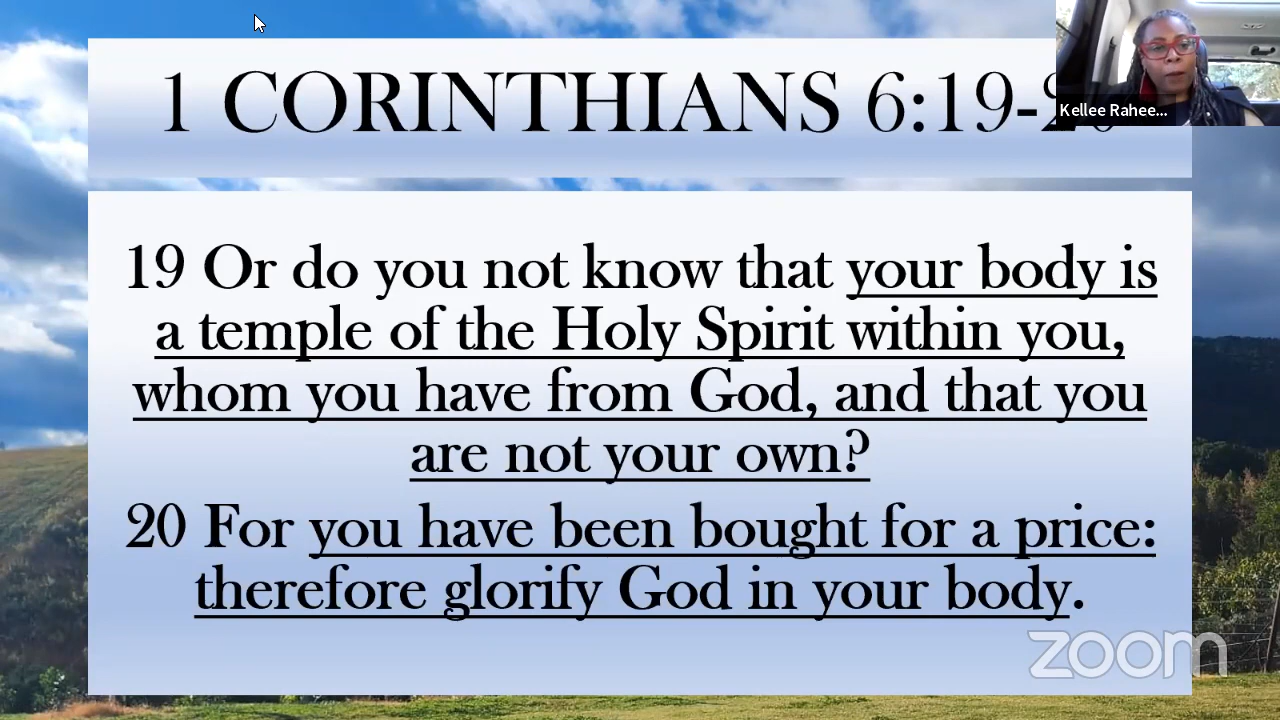 1 CORINTHIANS 6:19-20
Kellee Rahee...
19 Or do you not know that your body is
a temple of the Holy Spirit within you,
whom you have from God, and that you
are not your own?
20 For you have been bought for a price:
therefore glorify God in your body.
zoom